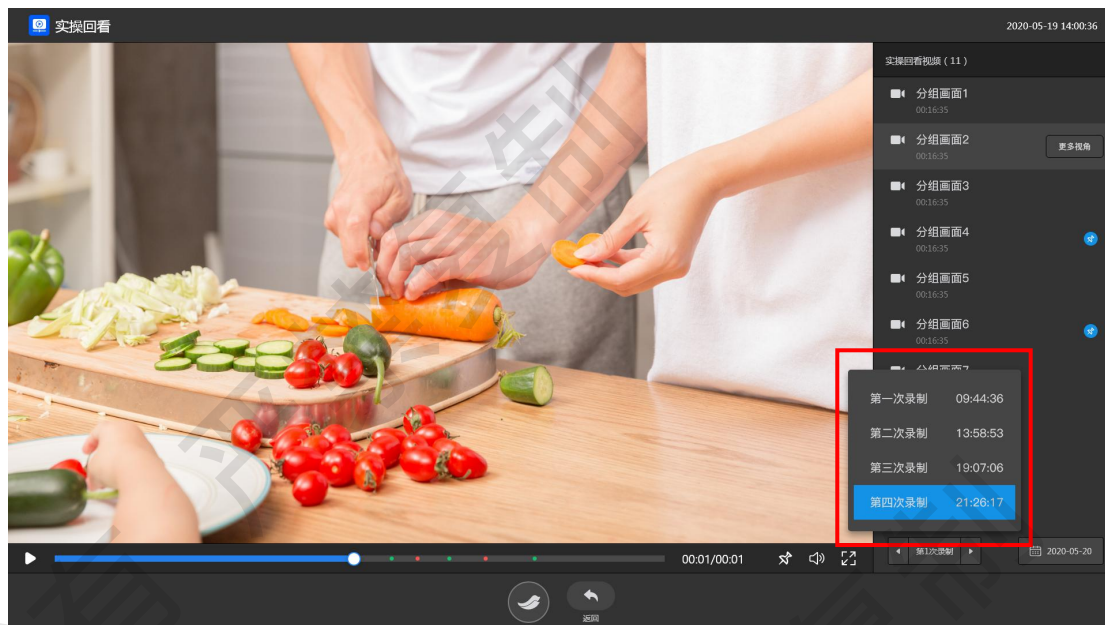 实操回看
2020-05-19 14:00:36
实操回看视频（11）
分组画面1
00:16:35
分组画面2
00:16:35
更多视角
分组画面3
00:16:35
分组画面4
00:16:35
分组画面5
00:16:35
分组画面6
00:16:35
分组画面7
第一次录制 09:44:36
第二次录制 13:58:53
第三次录制 19:07:06
第四次录制 21:26:17
00:01/00:01
第1次录制
2020-05-20
返回